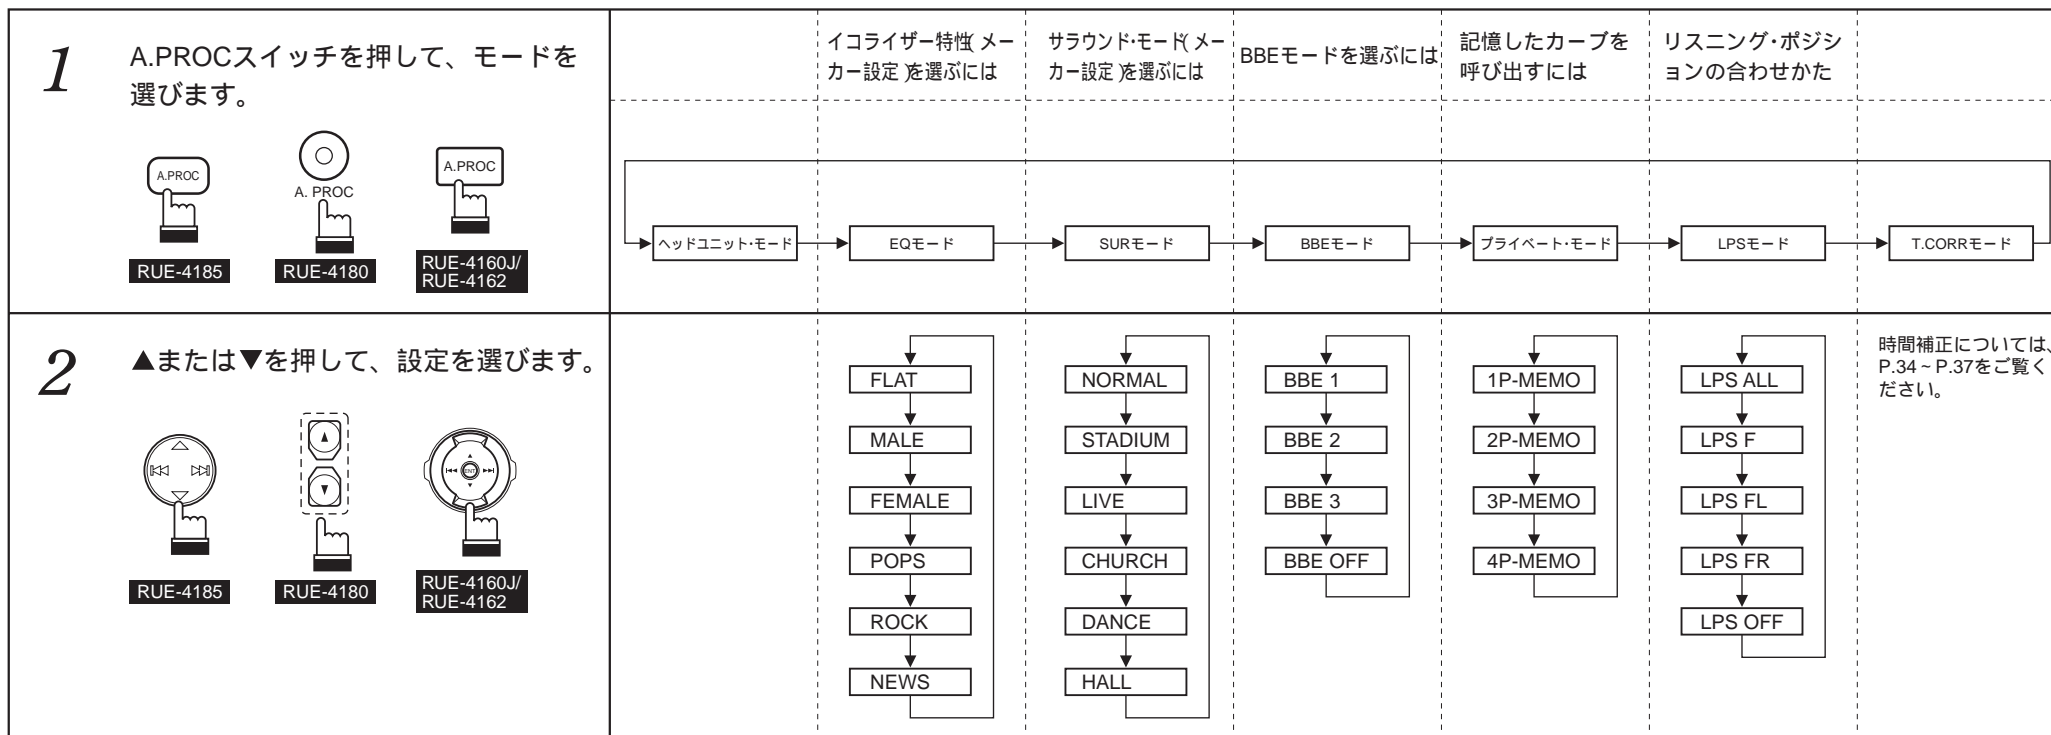 1
A.PROCスイッチを押して、モードを
選びます。
A.PROC
A. PROC
A.PROC
RUE-4185
RUE-4180
RUE-4160J/
RUE-4162
イコライザー特性(メー
カー設定)を選ぶには
サラウンド・モード(メー
カー設定)を選ぶには
BBEモードを選ぶには
記憶したカーブを
呼び出すには
リスニング・ポジシ
ョンの合わせかた
ヘッドユニット・モード
EQモード
SURモード
BBEモード
プライベート・モード
LPSモード
T.CORRモード
2
▲または▼を押して、設定を選びます。
ENT
RUE-4185
RUE-4180
RUE-4160J/
RUE-4162
FLAT
MALE
FEMALE
POPS
ROCK
NEWS
NORMAL
STADIUM
LIVE
CHURCH
DANCE
HALL
BBE 1
BBE 2
BBE 3
BBE OFF
1P-MEMO
2P-MEMO
3P-MEMO
4P-MEMO
LPS ALL
LPS F
LPS FL
LPS FR
LPS OFF
時間補正については、
P.34~P.37をご覧く
ださい。